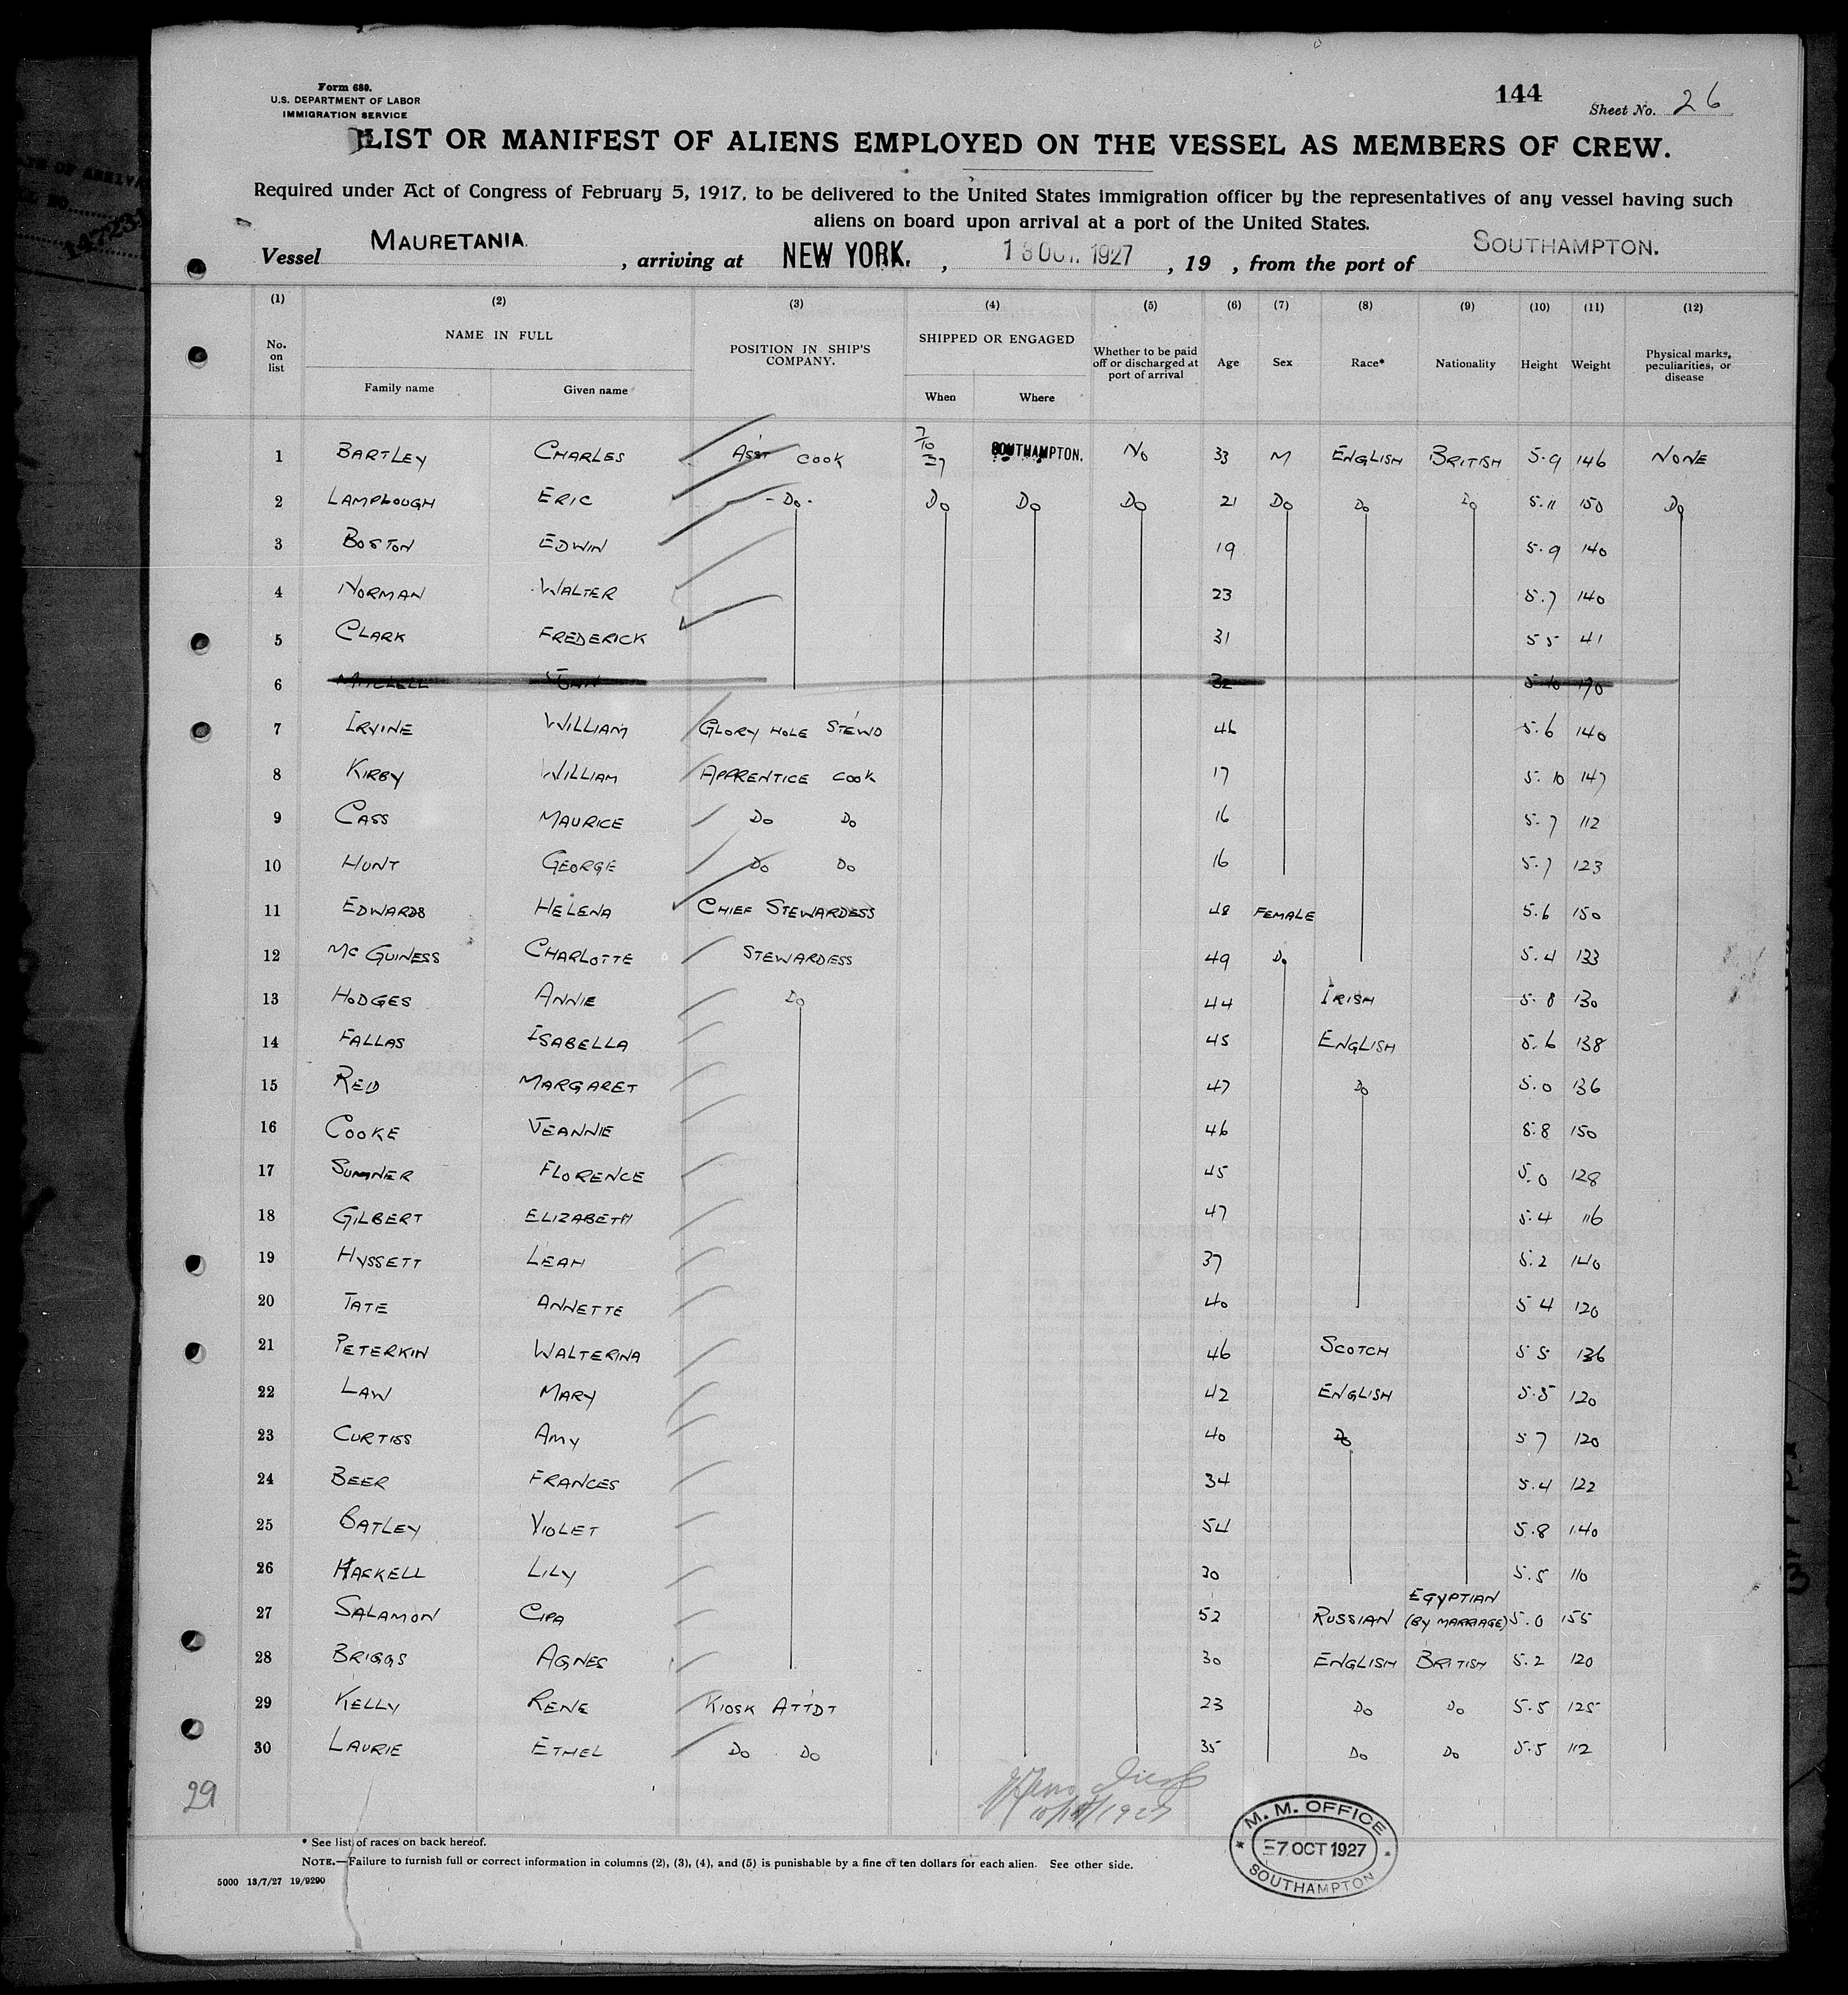 Form 680.
U.S. DEPARTMENT OF LABOR
IMMIGRATION SERVICE
144
Sheet No. 26
LIST OR MANIFEST OF ALIENS EMPLOYED ON THE VESSEL AS MEMBERS OF CREW.
Required under Act of Congress of February 5, 1917, to be delivered to the United States immigration officer by the representatives of any vessel having such
aliens on board upon arrival at a port of the United States.
Vessel MAURETANIA. , arriving at NEW YORK. , OCT. 1927 , 19 , from the port of SOUTHAMPTON.
(1) (2) (3) (4) (5) (6) (7) (8) (9) (10) (11) (12)
No. on list NAME IN FULL Family name Given name POSITION IN SHIP'S COMPANY. SHIPPED OR ENGAGED When Where Whether to be paid off or discharged at port of arrival Age Sex Race* Nationality Height Weight Physical marks, peculiarities, or disease
1 BARTLEY CHARLES ASST COOK 7/10 27 SOUTHAMPTON. NO 33 M ENGLISH BRITISH 5.9 146 NONE
2 LAMPLOUGH ERIC - DO - DO DO DO 21 DO DO DO 5.11 150 DO
3 BOSTON EDWIN 19 5.9 140
4 NORMAN WALTER 23 5.7 140
5 CLARK FREDERICK 31 5 5 41
6 MITCHELL JOHN 32 5.10 170
7 IRVINE WILLIAM GLORY HOLE STEWD 46 5.6 140
8 KIRBY WILLIAM APPRENTICE COOK 17 5.10 147
9 CASS MAURICE DO DO 16 5.7 112
10 HUNT GEORGE DO DO 16 5.7 123
11 EDWARDS HELENA CHIEF STEWARDESS 48 FEMALE 5.6 150
12 MC GUINESS CHARLOTTE STEWARDESS 49 DO 5.4 133
13 HODGES ANNIE DO 44 IRISH 5.8 130
14 FALLAS ISABELLA 45 ENGLISH 5.6 138
15 REID MARGARET 47 DO 5.0 136
16 COOKE JEANNIE 46 5.8 150
17 SUMNER FLORENCE 45 5.0 128
18 GILBERT ELIZABETH 47 5.4 116
19 HYSSETT LEAH 37 5.2 140
20 TATE ANNETTE 40 5 4 120
21 PETERKIN WALTERINA 46 SCOTCH 5 5 136
22 LAW MARY 42 ENGLISH 5.5 120
23 CURTISS AMY 40 DO 5 7 120
24 BEER FRANCES 34 5.4 122
25 BATLEY VIOLET 54 5.8 140
26 HASKELL LILY 30 5.5 110
27 SALAMON CIPA 52 RUSSIAN EGYPTIAN (BY MARRIAGE) 5.0 155
28 BRIGGS AGNES 30 ENGLISH BRITISH 5.2 120
29 KELLY RENE KIOSK ATTDT 23 DO DO 5.5 125
30 LAURIE ETHEL DO DO 35 DO DO 5.5 112
29
M. M. OFFICE
7 OCT 1927
SOUTHAMPTON
* See list of races on back hereof.
NOTE.—Failure to furnish full or correct information in columns (2), (3), (4), and (5) is punishable by a fine of ten dollars for each alien. See other side.
5000 13/7/27 19/9290